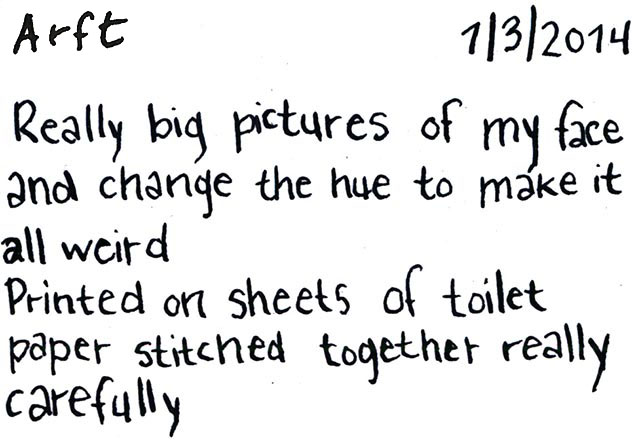 Arft 1/3/2014
Really big pictures of my face
and change the hue to make it
all weird
Printed on sheets of toilet
paper stitched together really
carefully